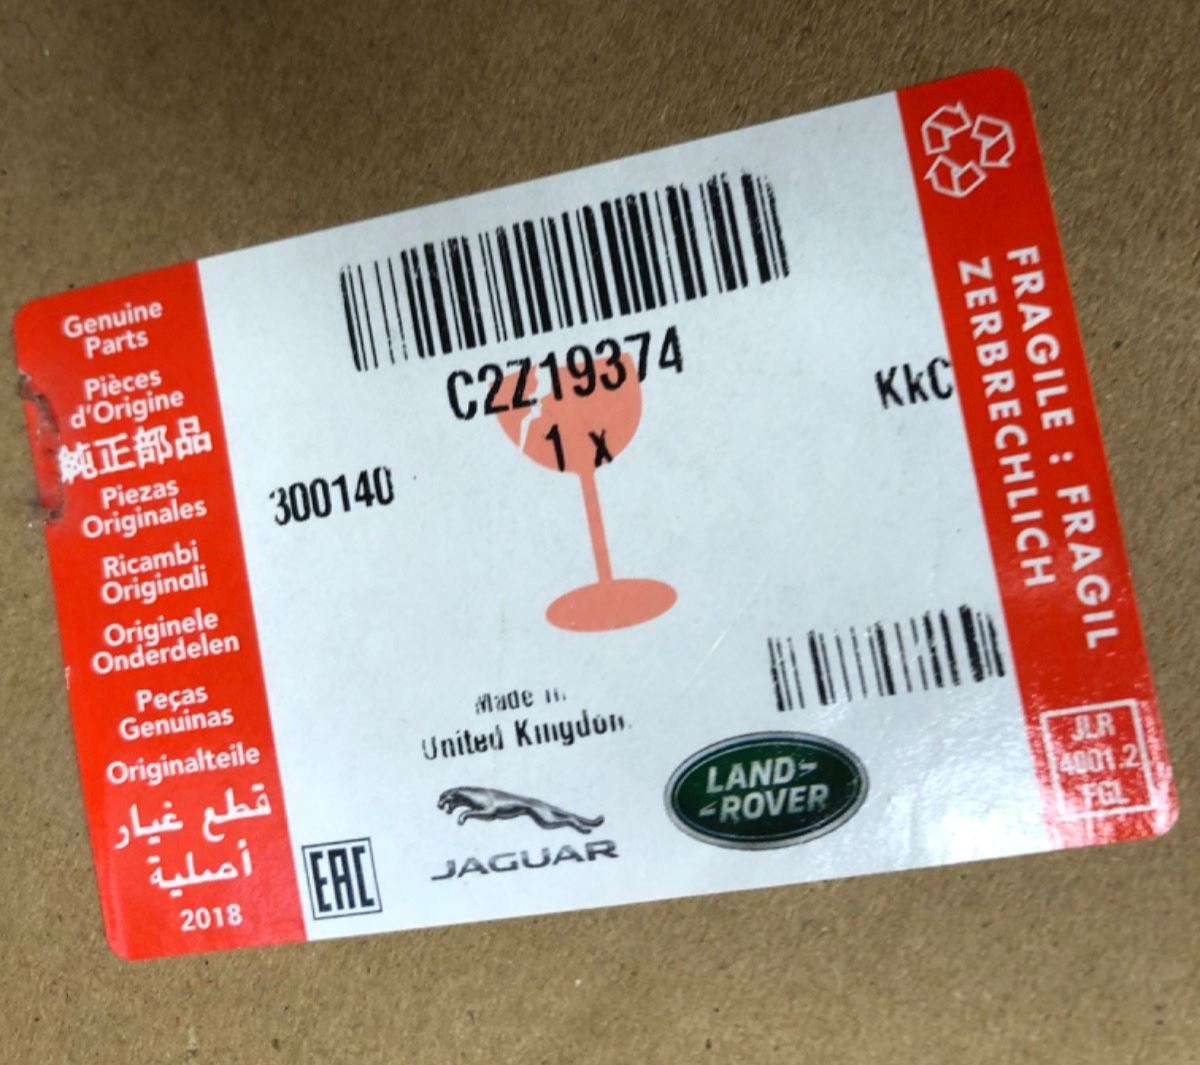 Genuine
Parts
Pièces
d'Origine
純正部品
Piezas
Originales
Ricambi
Originali
Originele
Onderdelen
Peças
Genuinas
Originalteile
قطع غيار
أصلية
2018
C2Z19374
1 x
300140
KkC
Made in
United Kingdom
JAGUAR
LAND-
-ROVER
EAC
FRAGILE : FRAGIL
ZERBRECHLICH
JLR
4001.2
FGL